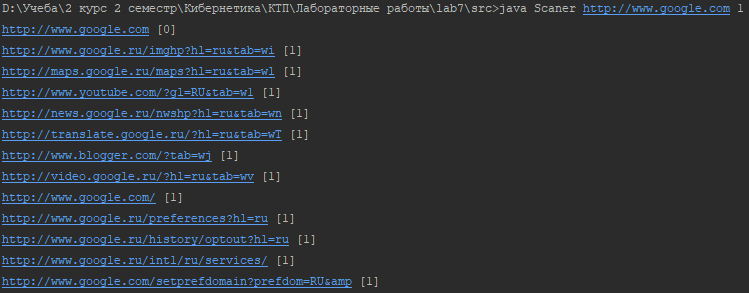 D:\Учеба\2 курс 2 семестр\Кибернетика\КТП\Лабораторные работы\lab7\src>java Scaner http://www.google.com 1
http://www.google.com [0]
http://www.google.ru/imghp?hl=ru&tab=wi [1]
http://maps.google.ru/maps?hl=ru&tab=wl [1]
http://www.youtube.com/?gl=RU&tab=w1 [1]
http://news.google.ru/nwshp?hl=ru&tab=wn [1]
http://translate.google.ru/?hl=ru&tab=wT [1]
http://www.blogger.com/?tab=wj [1]
http://video.google.ru/?hl=ru&tab=wv [1]
http://www.google.com/ [1]
http://www.google.ru/preferences?hl=ru [1]
http://www.google.ru/history/optout?hl=ru [1]
http://www.google.ru/intl/ru/services/ [1]
http://www.google.com/setprefdomain?prefdom=RU&amp [1]